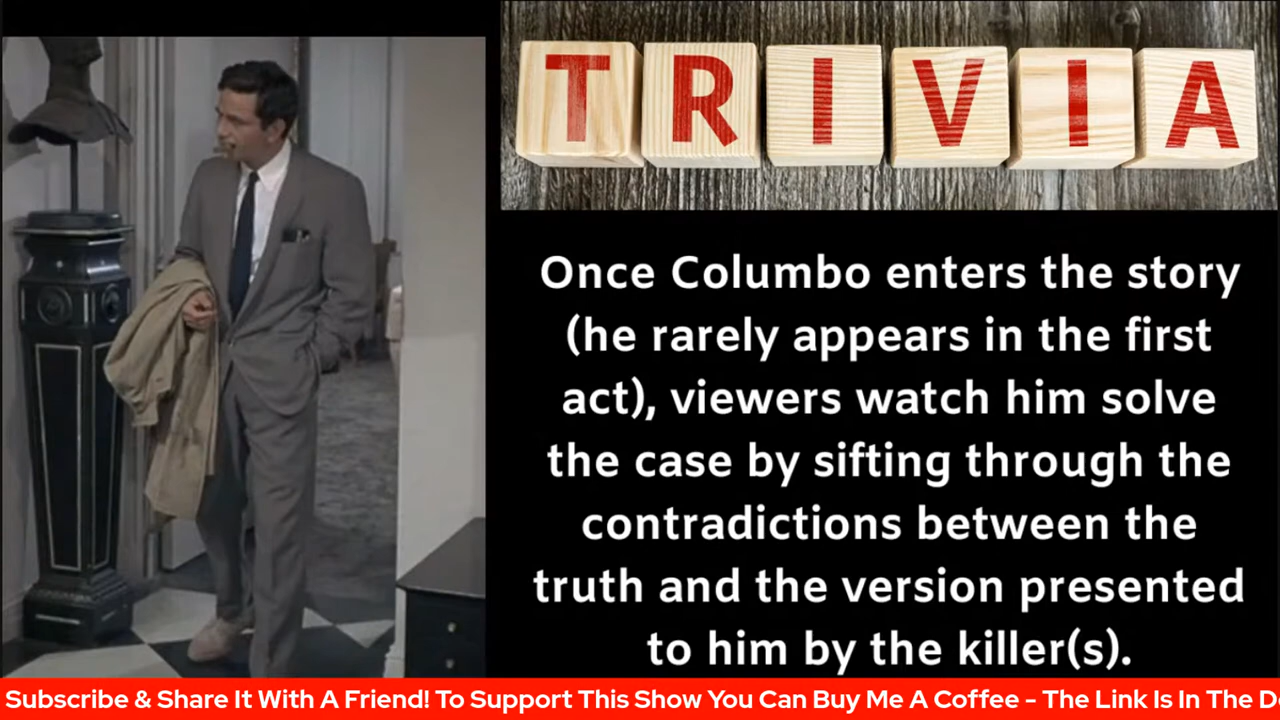 TRIVIA
Once Columbo enters the story
(he rarely appears in the first
act), viewers watch him solve
the case by sifting through the
contradictions between the
truth and the version presented
to him by the killer(s).
Subscribe & Share It With A Friend! To Support This Show You Can Buy Me A Coffee - The Link Is In The D